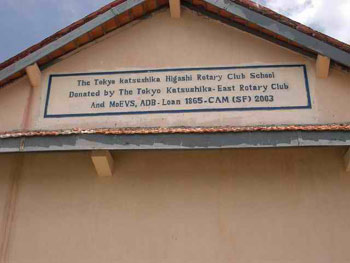 The Tokyo Katsushika Higashi Rotary Club School
Donated by The Tokyo Katsushika-East Rotary Club
And MoEYS, ADB-Loan 1865-CAM (SF) 2003